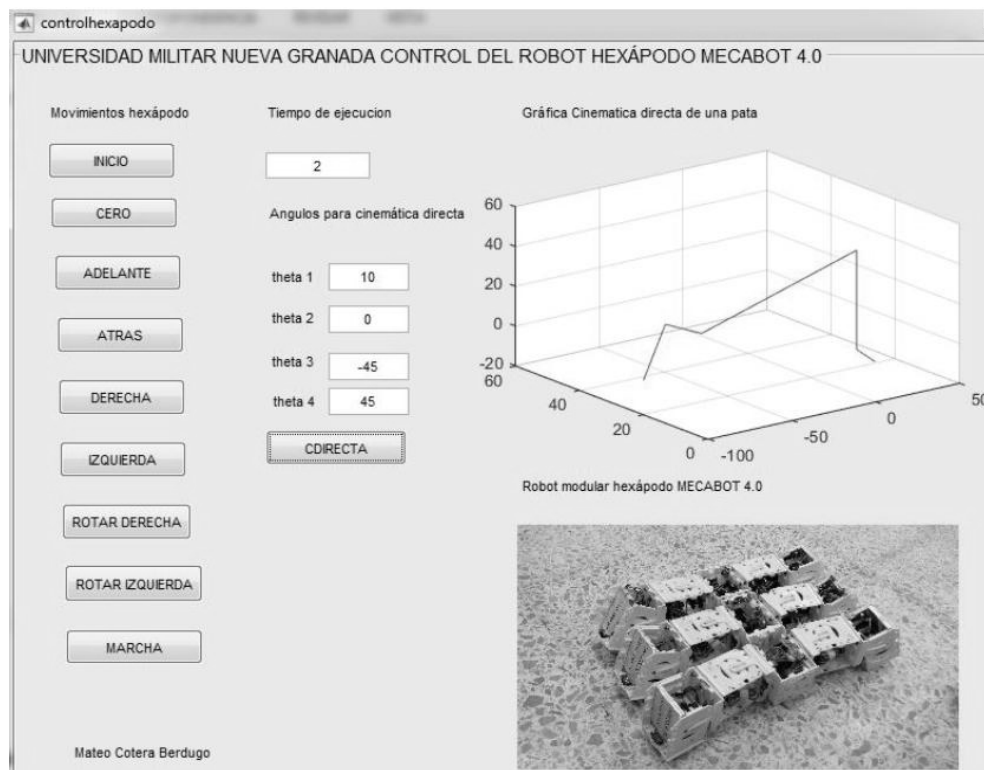 controlhexapodo
UNIVERSIDAD MILITAR NUEVA GRANADA CONTROL DEL ROBOT HEXÁPODO MECABOT 4.0
Movimientos hexápodo
INICIO
CERO
ADELANTE
ATRAS
DERECHA
IZQUIERDA
ROTAR DERECHA
ROTAR IZQUIERDA
MARCHA
Mateo Cotera Berdugo
Tiempo de ejecucion
2
Angulos para cinemática directa
theta 1 10
theta 2 0
theta 3 -45
theta 4 45
CDIRECTA
Gráfica Cinematica directa de una pata
60
40
20
0
-20
60
40
20
0
-100
-50
0
50
Robot modular hexápodo MECABOT 4.0